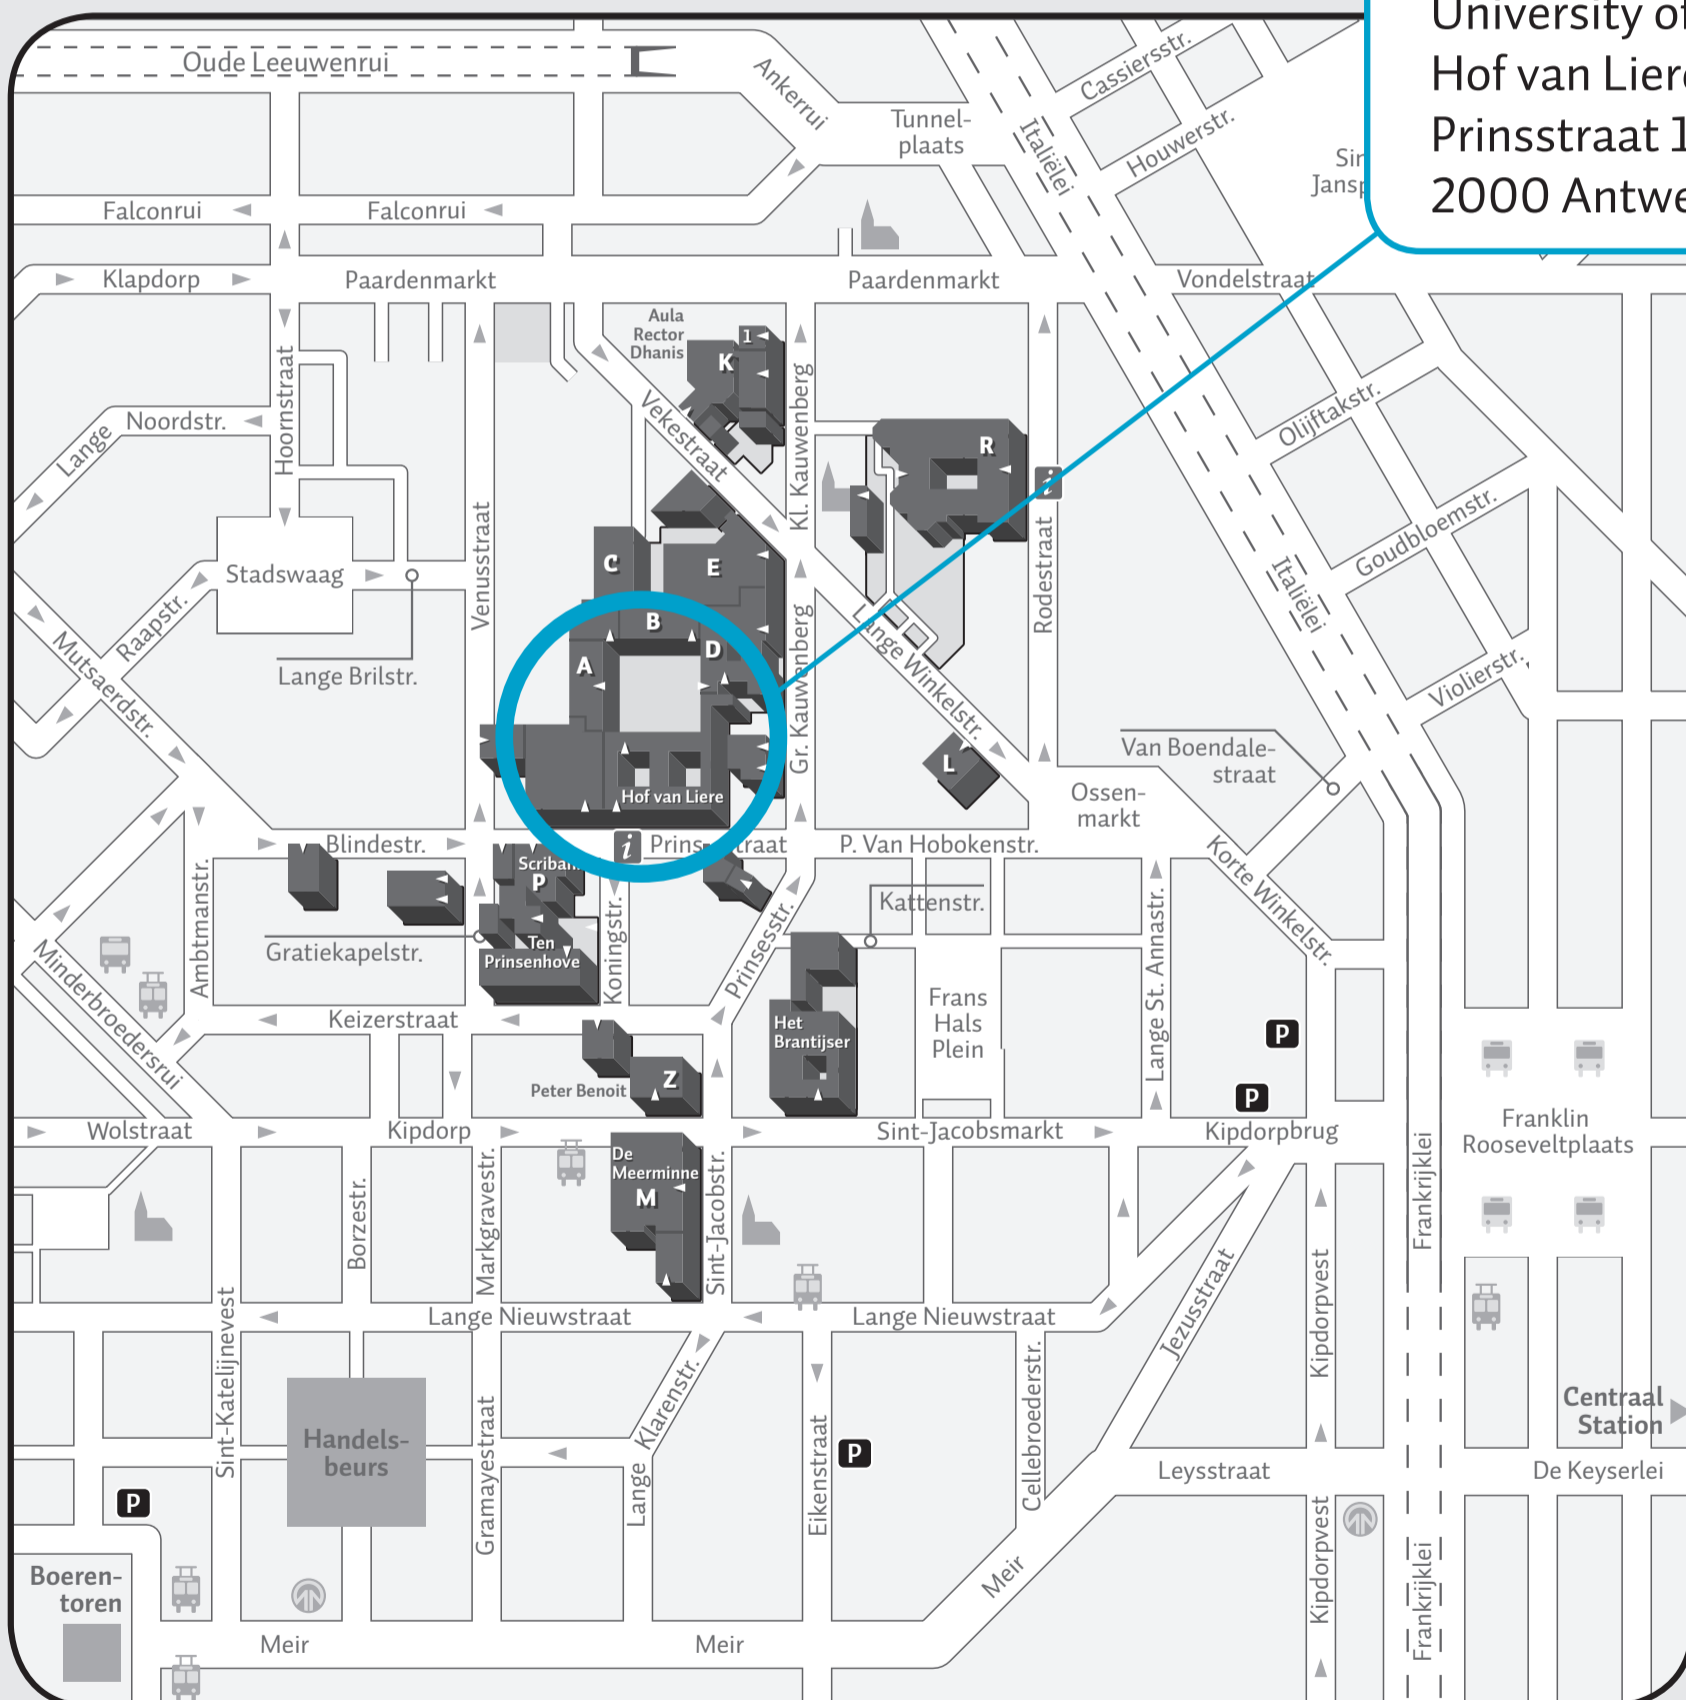 University of
Hof van Liere
Prinsstraat 1
2000 Antwe
Oude Leeuwenrui
Ankerrui
Tunnel-
plaats
Italiëlei
Cassiersstr.
Houwerstr.
Falconrui
Falconrui
Klapdorp
Paardenmarkt
Paardenmarkt
Vondelstraat
Aula
Rector
Dhanis
1
K
Hoornstraat
Noordstr.
Lange
Vekestraat
Kl. Kauwenberg
R
i
Olijftakstr.
Goudbloemstr.
Italiëlei
Violierstr.
Stadswaag
Venusstraat
Raapstr.
Mutsaerdstr.
Lange Brilstr.
C
E
B
D
A
Hof van Liere
Gr. Kauwenberg
Lange Winkelstr.
Rodestraat
L
Van Boendale-
straat
Ossen-
markt
Blindestr.
i
Prins
traat
P. Van Hobokenstr.
Korte Winkelstr.
P
Ten
Prinsenhove
Gratiekapelstr.
Koningstr.
Prinsesstr.
Kattenstr.
Ambtmanstr.
Minderbroedersrui
Keizerstraat
Het
Brantijser
Frans
Hals
Plein
Lange St. Annastr.
P
P
Peter Benoit
Z
Wolstraat
Kipdorp
Sint-Jacobsmarkt
Kipdorpbrug
Franklin
Rooseveltplaats
De
Meerminne
M
Borzestr.
Markgravestr.
Sint-Jacobstr.
Frankrijklei
Jezusstraat
Kipdorpvest
Sint-Katelijnevest
Lange Nieuwstraat
Lange Nieuwstraat
Handels-
beurs
Gramayestraat
Lange Klarenstr.
Eikenstraat
P
Cellebroederstr.
Centraal
Station
Leysstraat
De Keyserlei
P
Boeren-
toren
Meir
Meir
Meir
Kipdorpvest
Frankrijklei